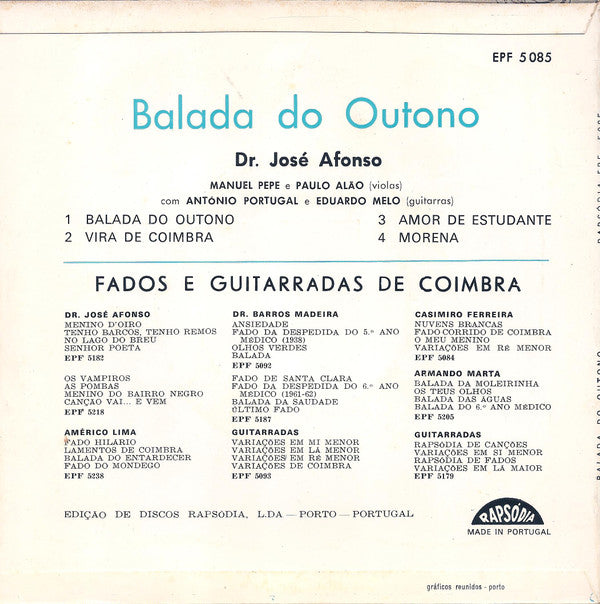 EPF 5085
Balada do Outono
Dr. José Afonso
MANUEL PEPE e PAULO ALÃO (violas)
com ANTÓNIO PORTUGAL e EDUARDO MELO (guitarras)
1 BALADA DO OUTONO
2 VIRA DE COIMBRA
3 AMOR DE ESTUDANTE
4 MORENA
FADOS E GUITARRADAS DE COIMBRA
DR. JOSÉ AFONSO
MENINO D'OIRO
TENHO BARCOS, TENHO REMOS
NO LAGO DO BREU
SENHOR POETA
EPF 5182
OS VAMPIROS
AS POMBAS
MENINO DO BAIRRO NEGRO
CANÇÃO VAI... E VEM
EPF 5218
AMÉRICO LIMA
FADO HILARIO
LAMENTOS DE COIMBRA
BALADA DO ENTARDECER
FADO DO MONDEGO
EPF 5238
DR. BARROS MADEIRA
ANSIEDADE
FADO DA DESPEDIDA DO 5.º ANO
MÉDICO (1938)
OLHOS VERDES
BALADA
EPF 5092
FADO DE SANTA CLARA
FADO DA DESPEDIDA DO 6.º ANO
MÉDICO (1961-62)
BALADA DA SAUDADE
ÚLTIMO FADO
EPF 5187
GUITARRADAS
VARIAÇÕES EM MI MENOR
VARIAÇÕES EM LÁ MENOR
VARIAÇÕES EM RÉ MENOR
VARIAÇÕES DE COIMBRA
EPF 5093
CASIMIRO FERREIRA
NUVENS BRANCAS
FADO CORRIDO DE COIMBRA
O MEU MENINO
VARIAÇÕES EM RÉ MENOR
EPF 5084
ARMANDO MARTA
BALADA DA MOLEIRINHA
OS TEUS OLHOS
BALADA DAS ÁGUAS
BALADA DO 6.º ANO MÉDICO
EPF 5205
GUITARRADAS
RAPSÓDIA DE CANÇÕES
VARIAÇÕES EM SI MENOR
RAPSÓDIA DE FADOS
VARIAÇÕES EM LÁ MAIOR
EPF 5179
EDIÇÃO DE DISCOS RAPSÓDIA, L.DA — PORTO — PORTUGAL
RAPSÓDIA
MADE IN PORTUGAL
gráficos reunidos - porto
BALADA DO OUTONO
RAPSÓDIA EPF 5085